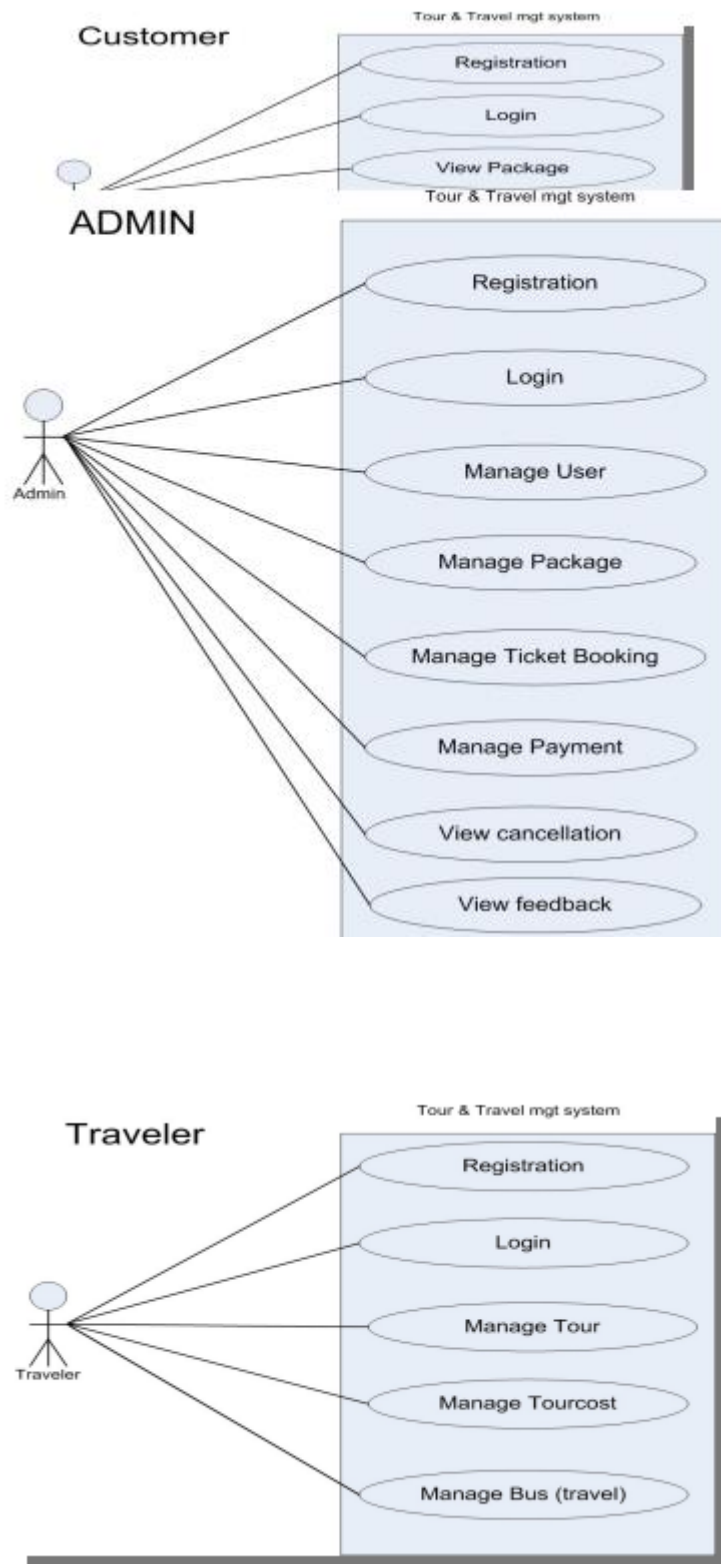 Tour & Travel mgt system
Customer
Registration
Login
View Package
Tour & Travel mgt system
ADMIN
Registration
Login
Manage User
Manage Package
Admin
Manage Ticket Booking
Manage Payment
View cancellation
View feedback
Tour & Travel mgt system
Traveler
Registration
Login
Manage Tour
Traveler
Manage Tourcost
Manage Bus (travel)